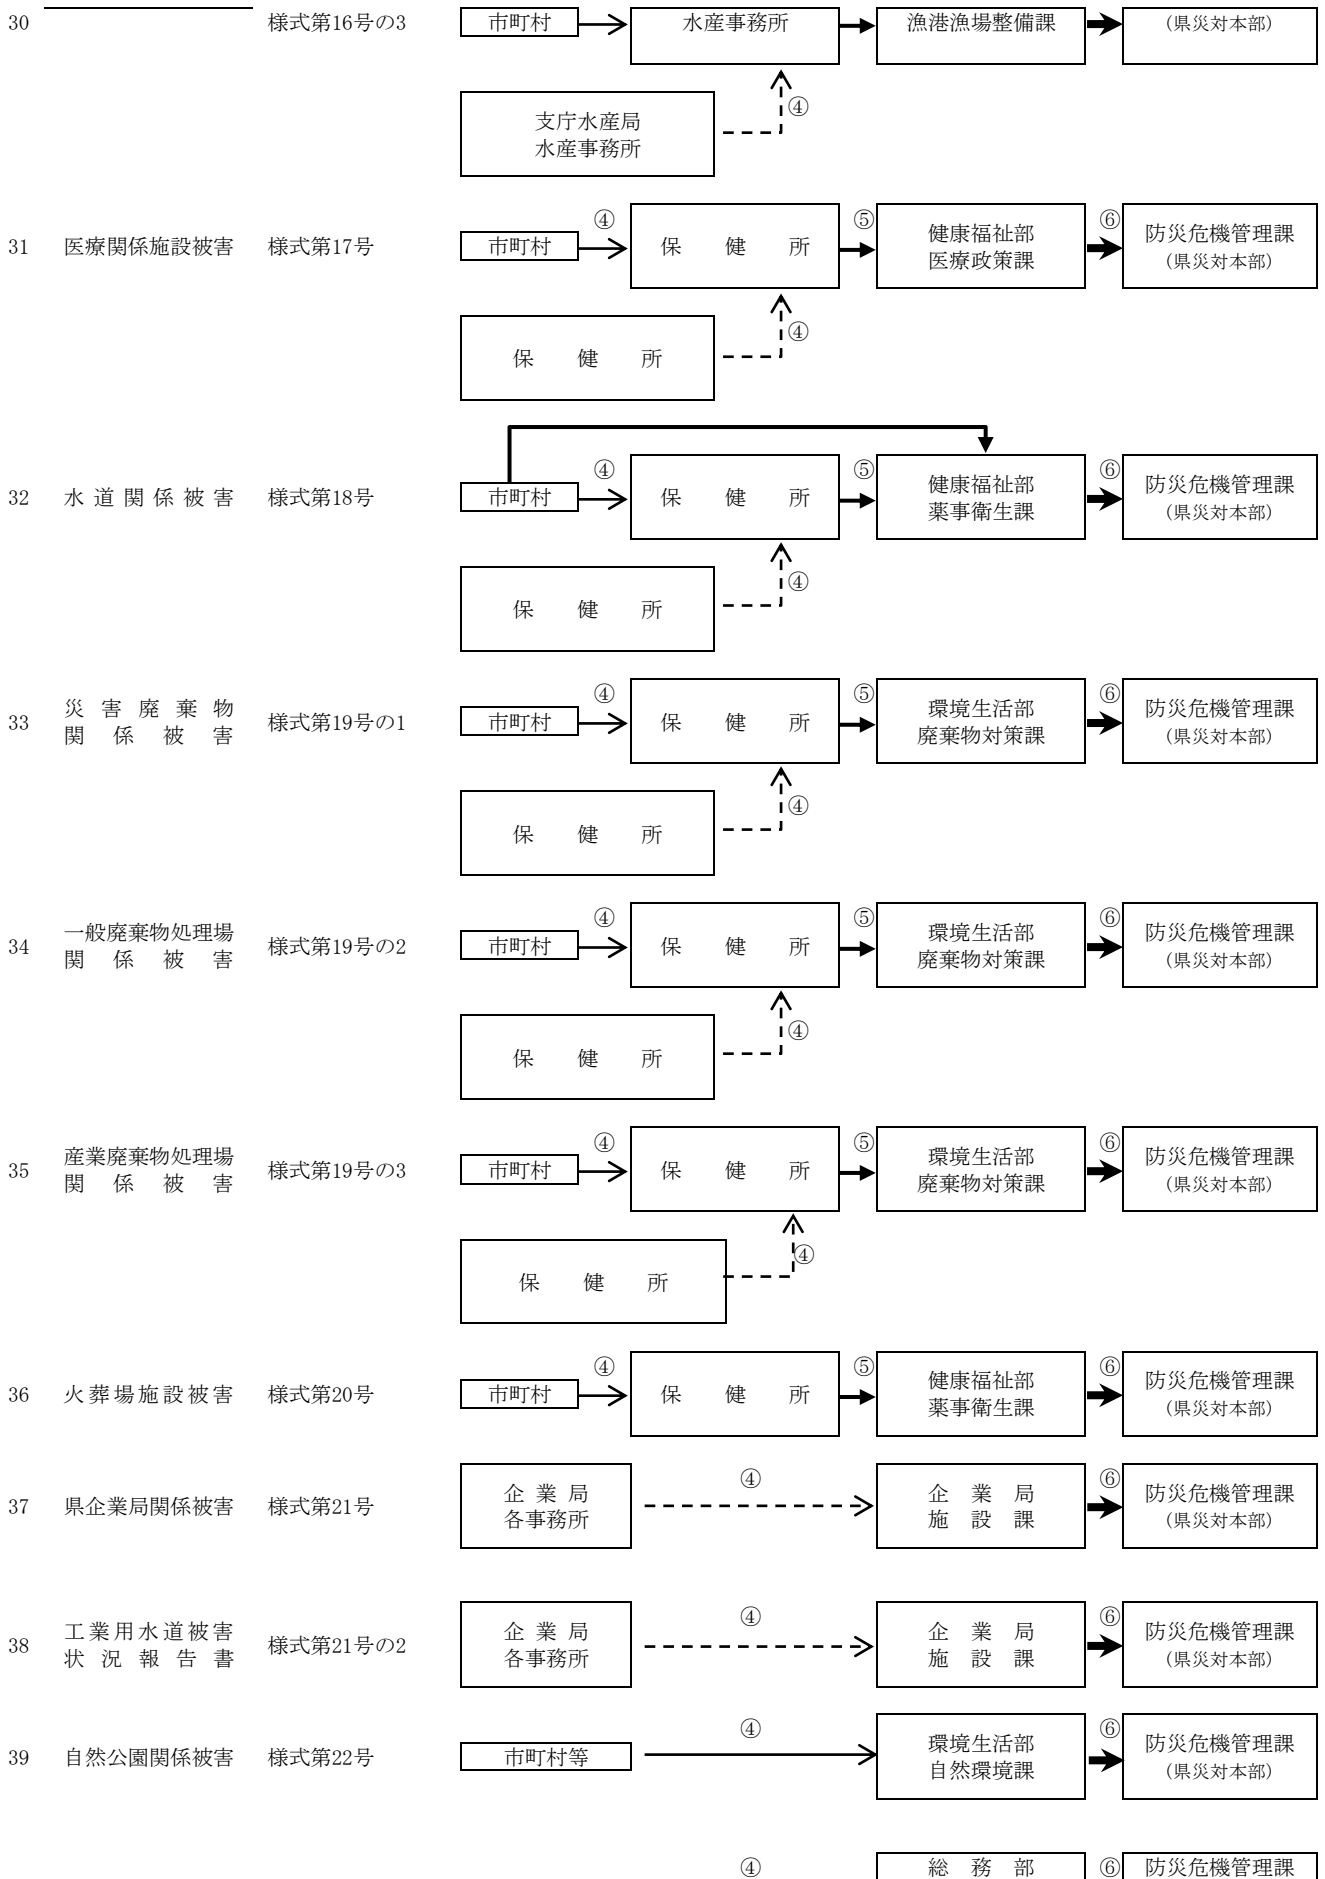 30 様式第16号の3 市町村 水産事務所 漁港漁場整備課 (県災対本部)
④
支庁水産局
水産事務所
④ ⑤ ⑥
31 医療関係施設被害 様式第17号 市町村 保健所 健康福祉部 医療政策課 防災危機管理課 (県災対本部)
④
保健所
④ ⑤ ⑥
32 水道関係被害 様式第18号 市町村 保健所 健康福祉部 薬事衛生課 防災危機管理課 (県災対本部)
④
保健所
④ ⑤ ⑥
33 災害廃棄物 関係被害 様式第19号の1 市町村 保健所 環境生活部 廃棄物対策課 防災危機管理課 (県災対本部)
④
保健所
④ ⑤ ⑥
34 一般廃棄物処理場 関係被害 様式第19号の2 市町村 保健所 環境生活部 廃棄物対策課 防災危機管理課 (県災対本部)
④
保健所
④ ⑤ ⑥
35 産業廃棄物処理場 関係被害 様式第19号の3 市町村 保健所 環境生活部 廃棄物対策課 防災危機管理課 (県災対本部)
④
保健所
④ ⑤ ⑥
36 火葬場施設被害 様式第20号 市町村 保健所 健康福祉部 薬事衛生課 防災危機管理課 (県災対本部)
④ ⑥
37 県企業局関係被害 様式第21号 企業局 各事務所 企業局 施設課 防災危機管理課 (県災対本部)
④ ⑥
38 工業用水道被害 状況報告書 様式第21号の2 企業局 各事務所 企業局 施設課 防災危機管理課 (県災対本部)
④ ⑥
39 自然公園関係被害 様式第22号 市町村等 環境生活部 自然環境課 防災危機管理課 (県災対本部)
④ 総務部 ⑥ 防災危機管理課